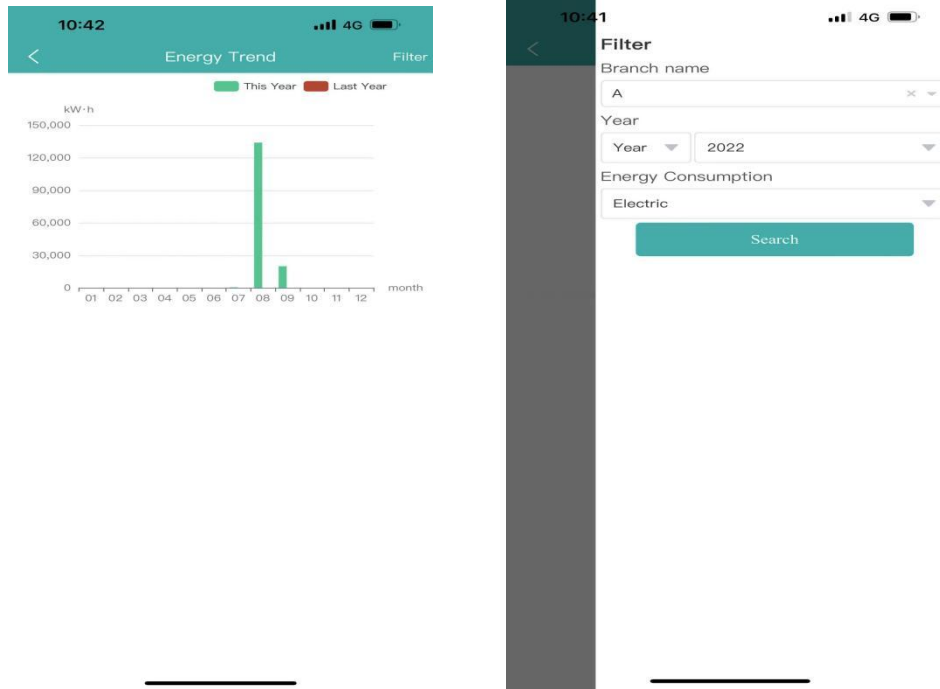 10:42
4G
Energy Trend
Filter
This Year
Last Year
kW·h
150,000
120,000
90,000
60,000
30,000
0
month
01 02 03 04 05 06 07 08 09 10 11 12
10:41
4G
Filter
Branch name
A
Year
Year
2022
Energy Consumption
Electric
Search